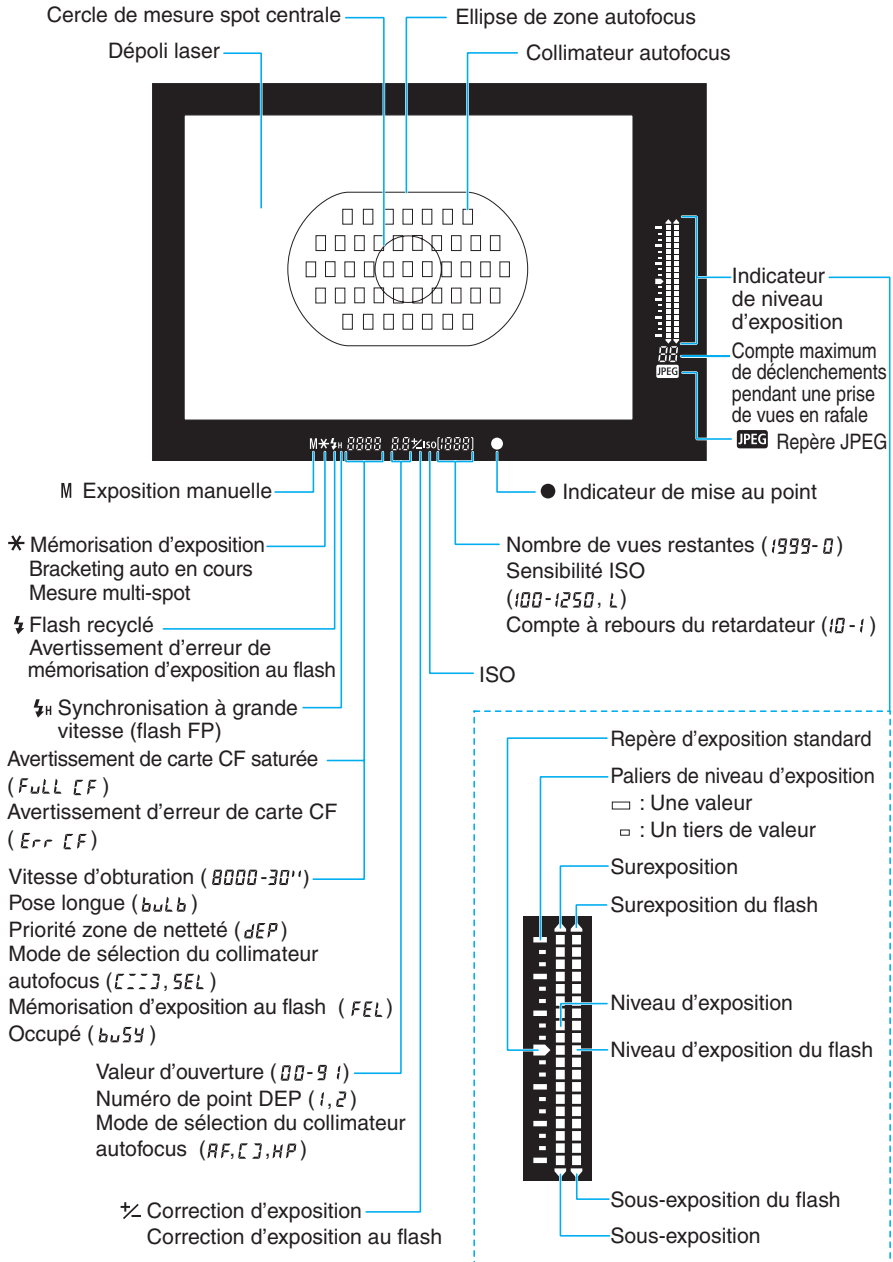 Cercle de mesure spot centrale
Ellipse de zone autofocus
Dépoli laser
Collimateur autofocus
Indicateur
de niveau
d'exposition
88
JPEG
Compte maximum
de déclenchements
pendant une prise
de vues en rafale
JPEG Repère JPEG
M H 8888 8.8 ISO [1888]
M Exposition manuelle
Indicateur de mise au point
Mémorisation d'exposition
Bracketing auto en cours
Mesure multi-spot
Flash recyclé
Avertissement d'erreur de
mémorisation d'exposition au flash
H Synchronisation à grande
vitesse (flash FP)
Avertissement de carte CF saturée
(FuLL CF)
Avertissement d'erreur de carte CF
(Err CF)
Vitesse d'obturation (8000-30'')
Pose longue (buLb)
Priorité zone de netteté (dEP)
Mode de sélection du collimateur
autofocus ([---], SEL)
Mémorisation d'exposition au flash (FEL)
Occupé (buSY)
Valeur d'ouverture (00-91)
Numéro de point DEP (1,2)
Mode de sélection du collimateur
autofocus (AF,[ ],HP)
+/- Correction d'exposition
Correction d'exposition au flash
Nombre de vues restantes (1999-0)
Sensibilité ISO
(100-1250, L)
Compte à rebours du retardateur (10-1)
ISO
Repère d'exposition standard
Paliers de niveau d'exposition
: Une valeur
: Un tiers de valeur
Surexposition
Surexposition du flash
Niveau d'exposition
Niveau d'exposition du flash
Sous-exposition du flash
Sous-exposition